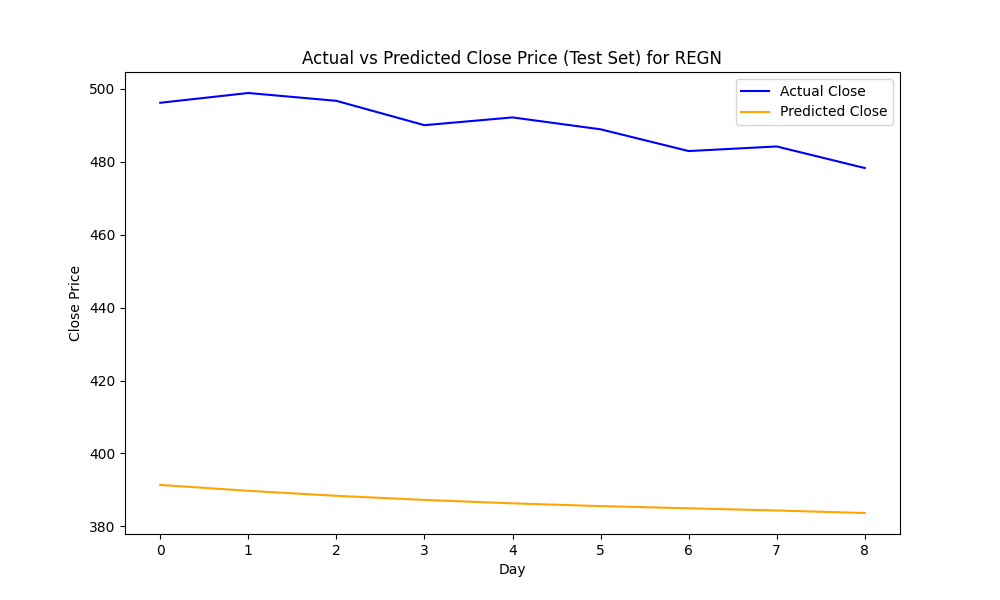 Actual vs Predicted Close Price (Test Set) for REGN
Actual Close
Predicted Close
Close Price
500
480
460
440
420
400
380
0 1 2 3 4 5 6 7 8
Day